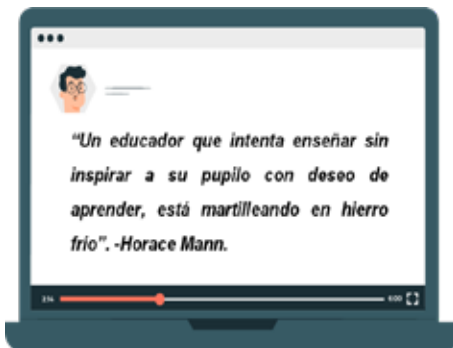 “Un educador que intenta enseñar sin
inspirar a su pupilo con deseo de
aprender, está martilleando en hierro
frío”. -Horace Mann.